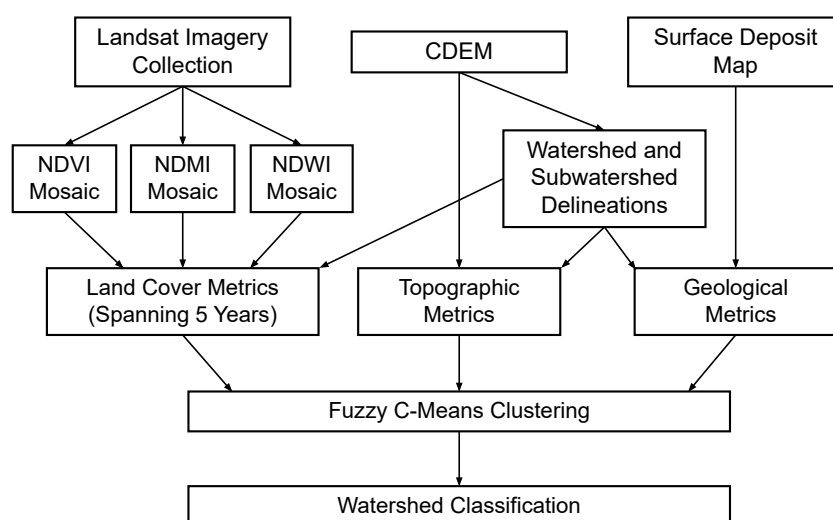 Landsat Imagery
Collection
CDEM
Surface Deposit
Map
NDVI
Mosaic
NDMI
Mosaic
NDWI
Mosaic
Watershed and
Subwatershed
Delineations
Land Cover Metrics
(Spanning 5 Years)
Topographic
Metrics
Geological
Metrics
Fuzzy C-Means Clustering
Watershed Classification